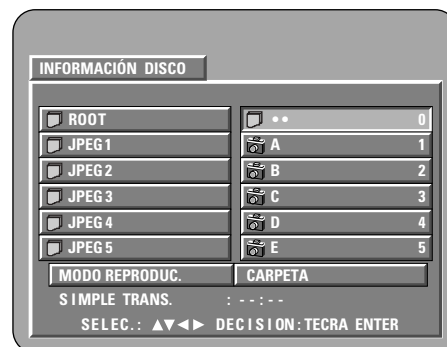 INFORMACIÓN DISCO
ROOT
JPEG1
JPEG2
JPEG3
JPEG4
JPEG5
•• 0
A 1
B 2
C 3
D 4
E 5
MODO REPRODUC. CARPETA
SIMPLE TRANS. : --:--
SELEC.: ▲▼◄► DECISION:TECRA ENTER